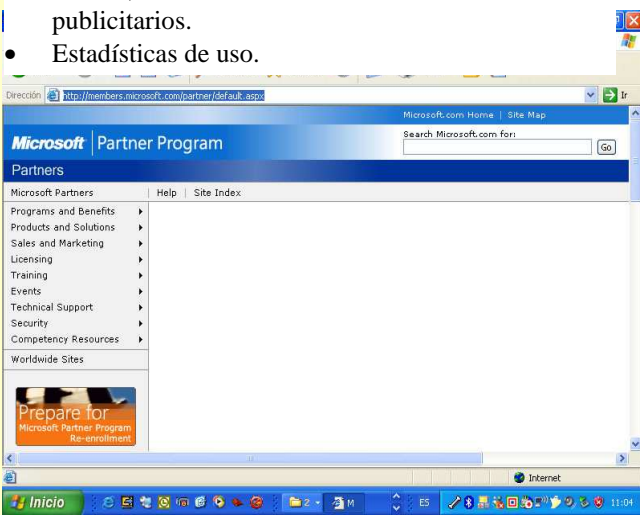 publicitarios.
• Estadísticas de uso.
Dirección http://members.microsoft.com/partner/default.aspx Ir
Microsoft.com Home | Site Map
Microsoft Partner Program
Search Microsoft.com for:
Go
Partners
Microsoft Partners | Help | Site Index
Programs and Benefits
Products and Solutions
Sales and Marketing
Licensing
Training
Events
Technical Support
Security
Competency Resources
Worldwide Sites
Prepare for
Microsoft Partner Program
Re-enrollment
Internet
Inicio 2 M ES 11:04